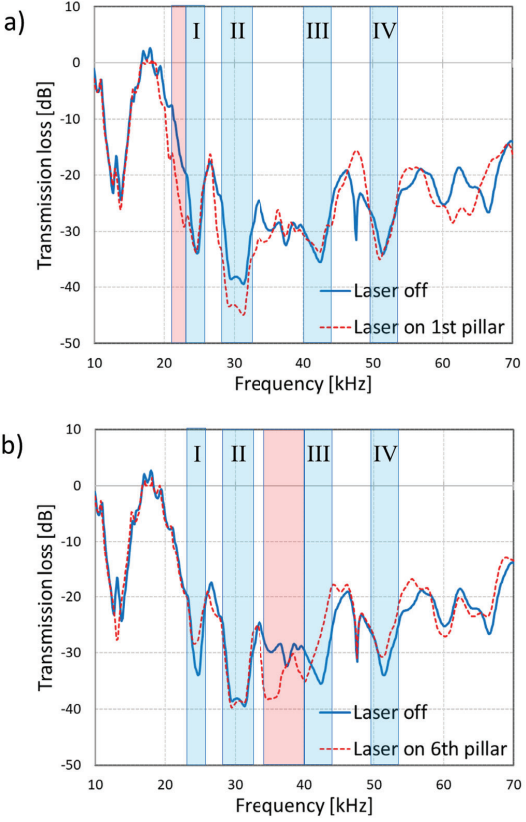 a)
I II III IV
10
0
-10
-20
-30
-40
-50
Transmission loss [dB]
Laser off
Laser on 1st pillar
10 20 30 40 50 60 70
Frequency [kHz]
b)
I II III IV
10
0
-10
-20
-30
-40
-50
Transmission loss [dB]
Laser off
Laser on 6th pillar
10 20 30 40 50 60 70
Frequency [kHz]